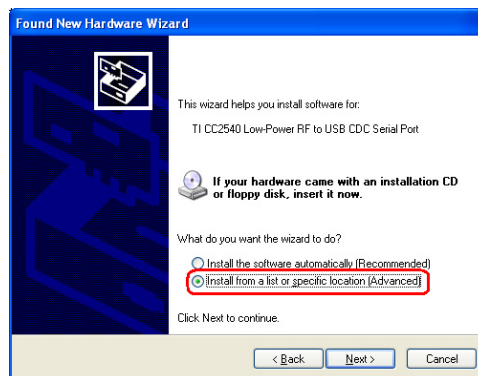 Found New Hardware Wizard
This wizard helps you install software for:
TI CC2540 Low-Power RF to USB CDC Serial Port
If your hardware came with an installation CD
or floppy disk, insert it now.
What do you want the wizard to do?
Install the software automatically (Recommended)
Install from a list or specific location (Advanced)
Click Next to continue.
< Back Next > Cancel